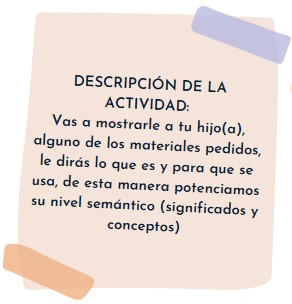 DESCRIPCIÓN DE LA
ACTIVIDAD:
Vas a mostrarle a tu hijo(a),
alguno de los materiales pedidos,
le dirás lo que es y para que se
usa, de esta manera potenciamos
su nivel semántico (significados y
conceptos)